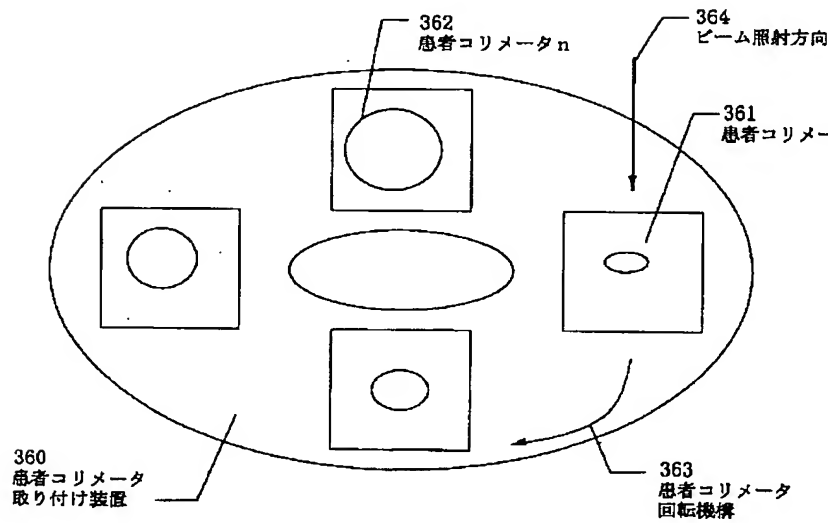 362
患者コリメータn
364
ビーム照射方向
361
患者コリメー
360
患者コリメータ
取り付け装置
363
患者コリメータ
回転機構